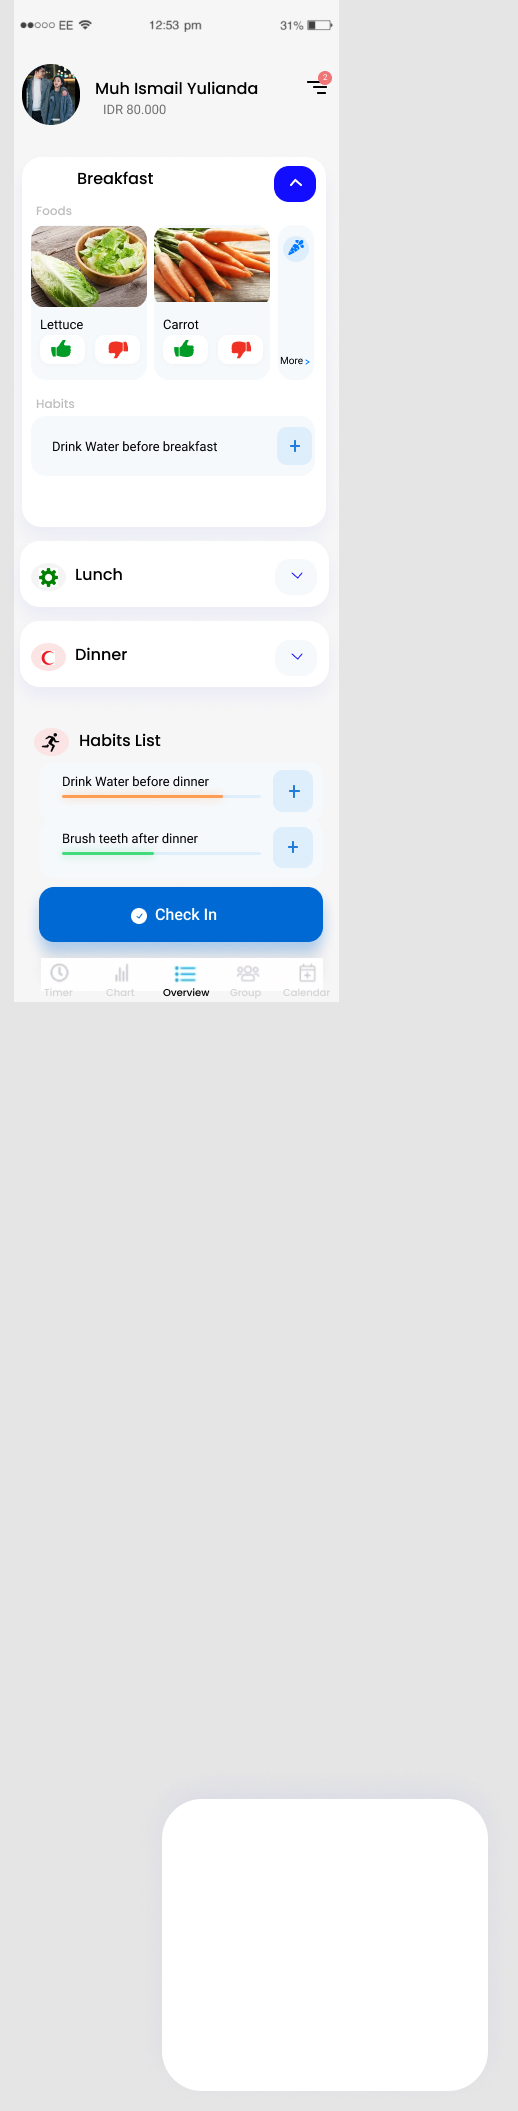 EE 12:53 pm 31%
2
Muh Ismail Yulianda
IDR 80.000
Breakfast
Foods
Lettuce Carrot
More >
Habits
Drink Water before breakfast
+
Lunch
Dinner
Habits List
Drink Water before dinner
+
Brush teeth after dinner
+
Check In
Timer Chart Overview Group Calendar